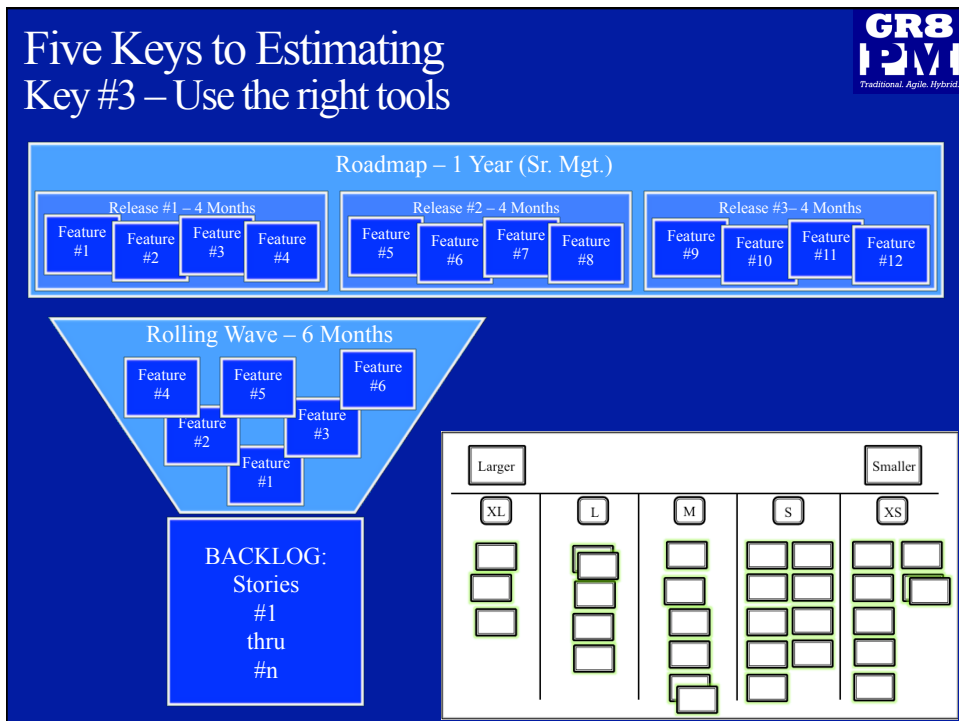 Five Keys to Estimating
Key #3 – Use the right tools
GR8
PM
Traditional. Agile. Hybrid.
Roadmap – 1 Year (Sr. Mgt.)
Release #1 – 4 Months
Feature
#1
Feature
#2
Feature
#3
Feature
#4
Release #2 – 4 Months
Feature
#5
Feature
#6
Feature
#7
Feature
#8
Release #3– 4 Months
Feature
#9
Feature
#10
Feature
#11
Feature
#12
Rolling Wave – 6 Months
Feature
#4
Feature
#5
Feature
#6
Feature
#2
Feature
#3
Feature
#1
BACKLOG:
Stories
#1
thru
#n
Larger
Smaller
XL
L
M
S
XS